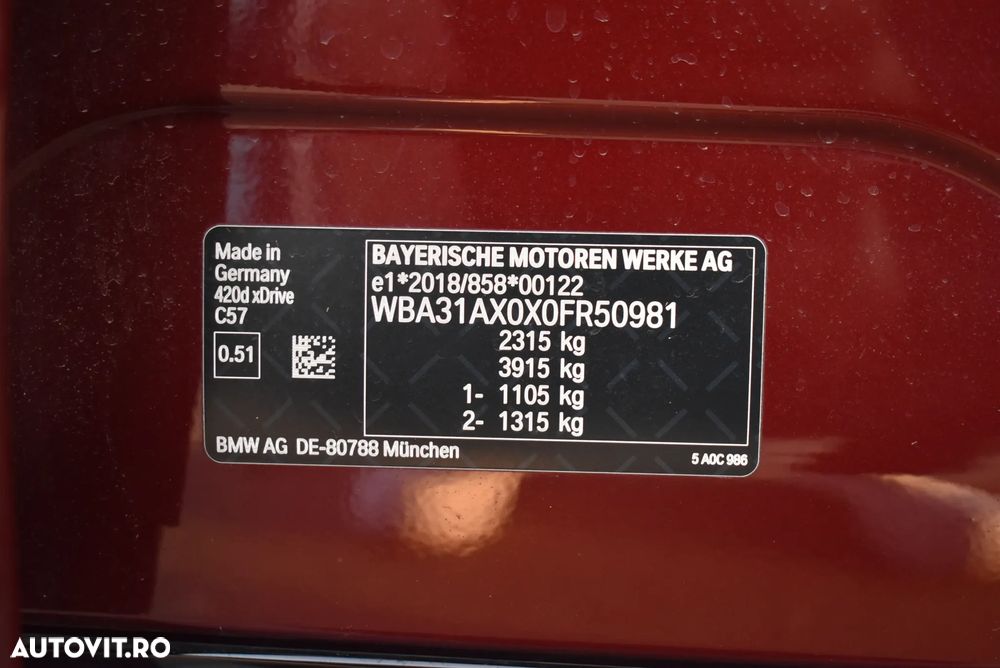 Made in
Germany
420d xDrive
C57
0.51
BAYERISCHE MOTOREN WERKE AG
e1*2018/858*00122
WBA31AX0X0FR50981
2315 kg
3915 kg
1- 1105 kg
2- 1315 kg
BMW AG DE-80788 München
5 A0C 986
AUTOVIT.RO